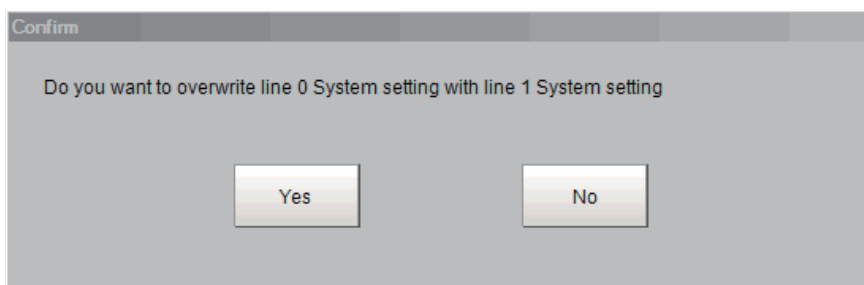 Confirm
Do you want to overwrite line 0 System setting with line 1 System setting
Yes
No